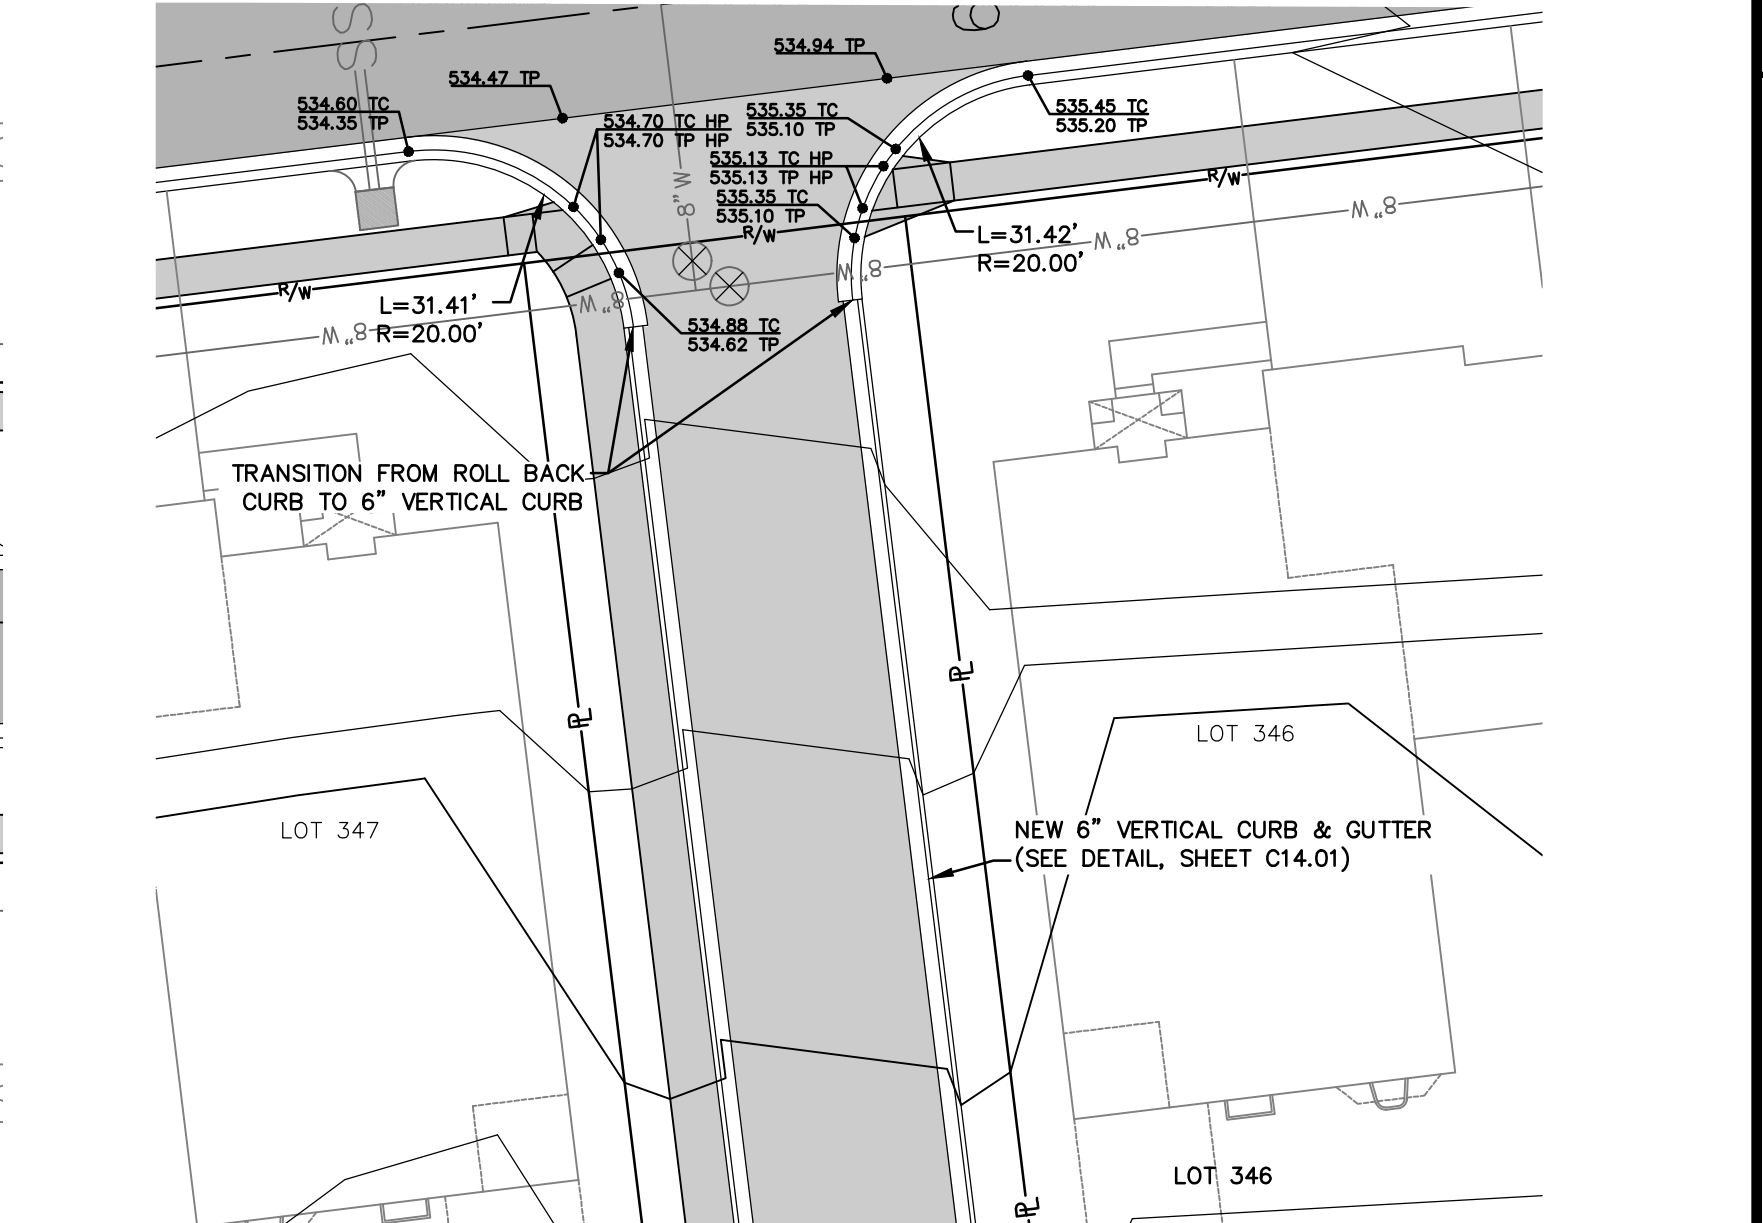 SS
534.94 TP
534.47 TP
534.60 TC
534.35 TP
534.70 TC HP
534.70 TP HP
535.35 TC
535.10 TP
535.45 TC
535.20 TP
535.13 TC HP
535.13 TP HP
535.35 TC
535.10 TP
8" W
R/W
R/W
R/W
8" W
8" W
8" W
8" W
8" W
L=31.42'
R=20.00'
L=31.41'
R=20.00'
534.88 TC
534.62 TP
TRANSITION FROM ROLL BACK
CURB TO 6" VERTICAL CURB
PL
PL
LOT 346
LOT 347
NEW 6" VERTICAL CURB & GUTTER
(SEE DETAIL, SHEET C14.01)
LOT 346
PL